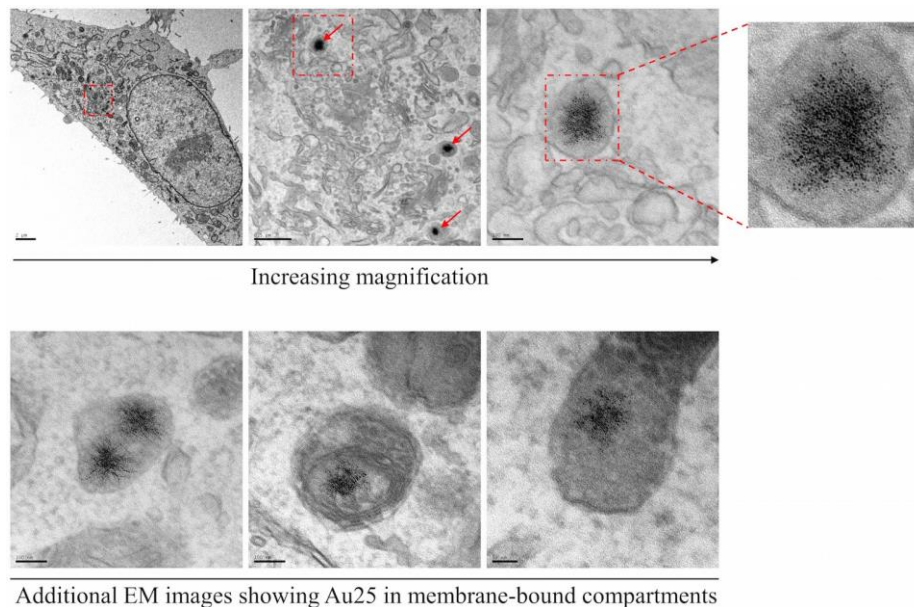 Increasing magnification
Additional EM images showing Au25 in membrane-bound compartments